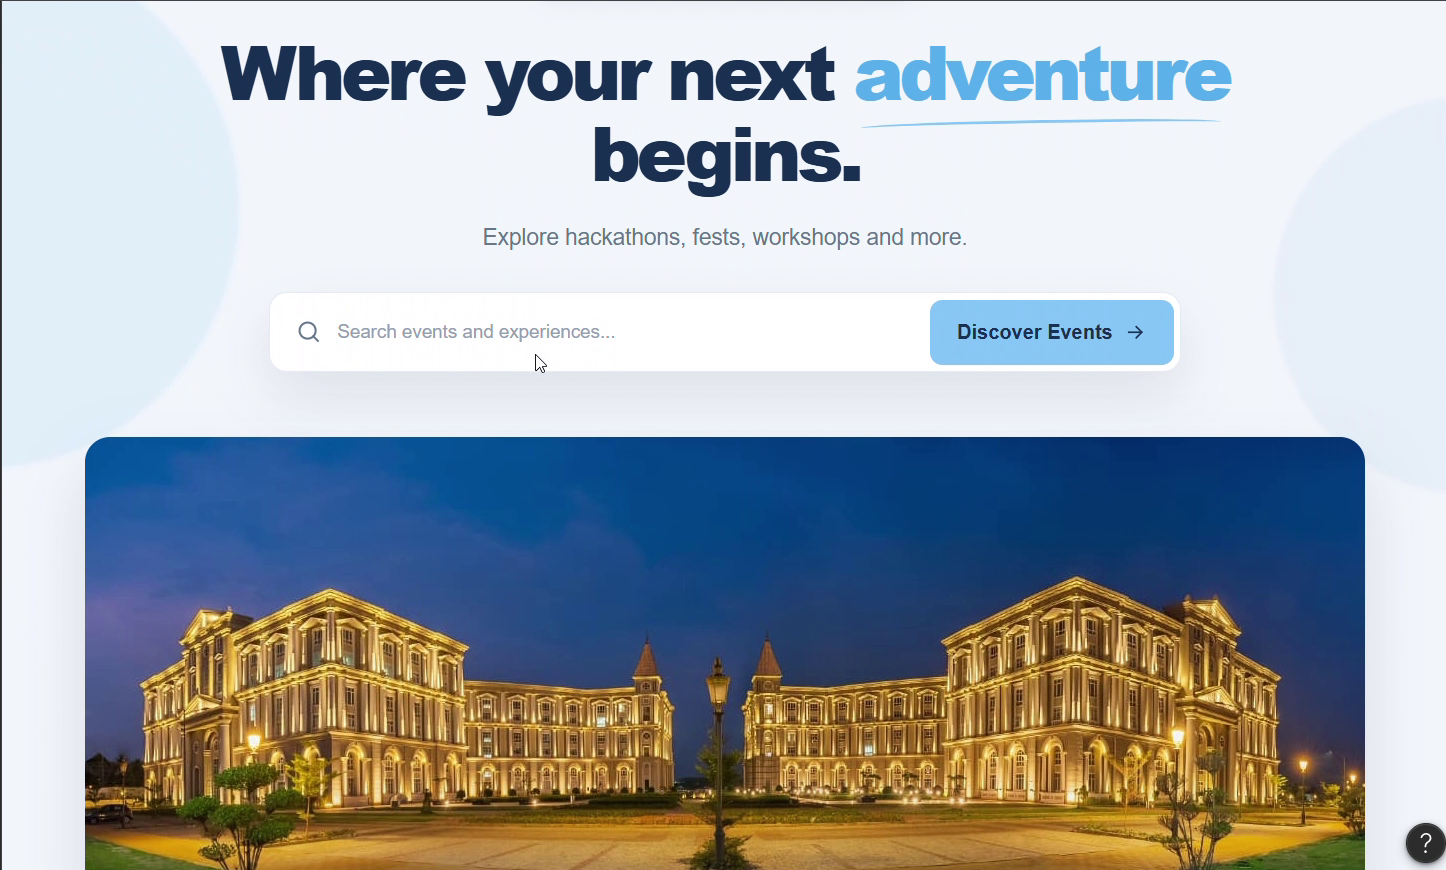 Where your next adventure
begins.
Explore hackathons, fests, workshops and more.
Search events and experiences...
Discover Events
?